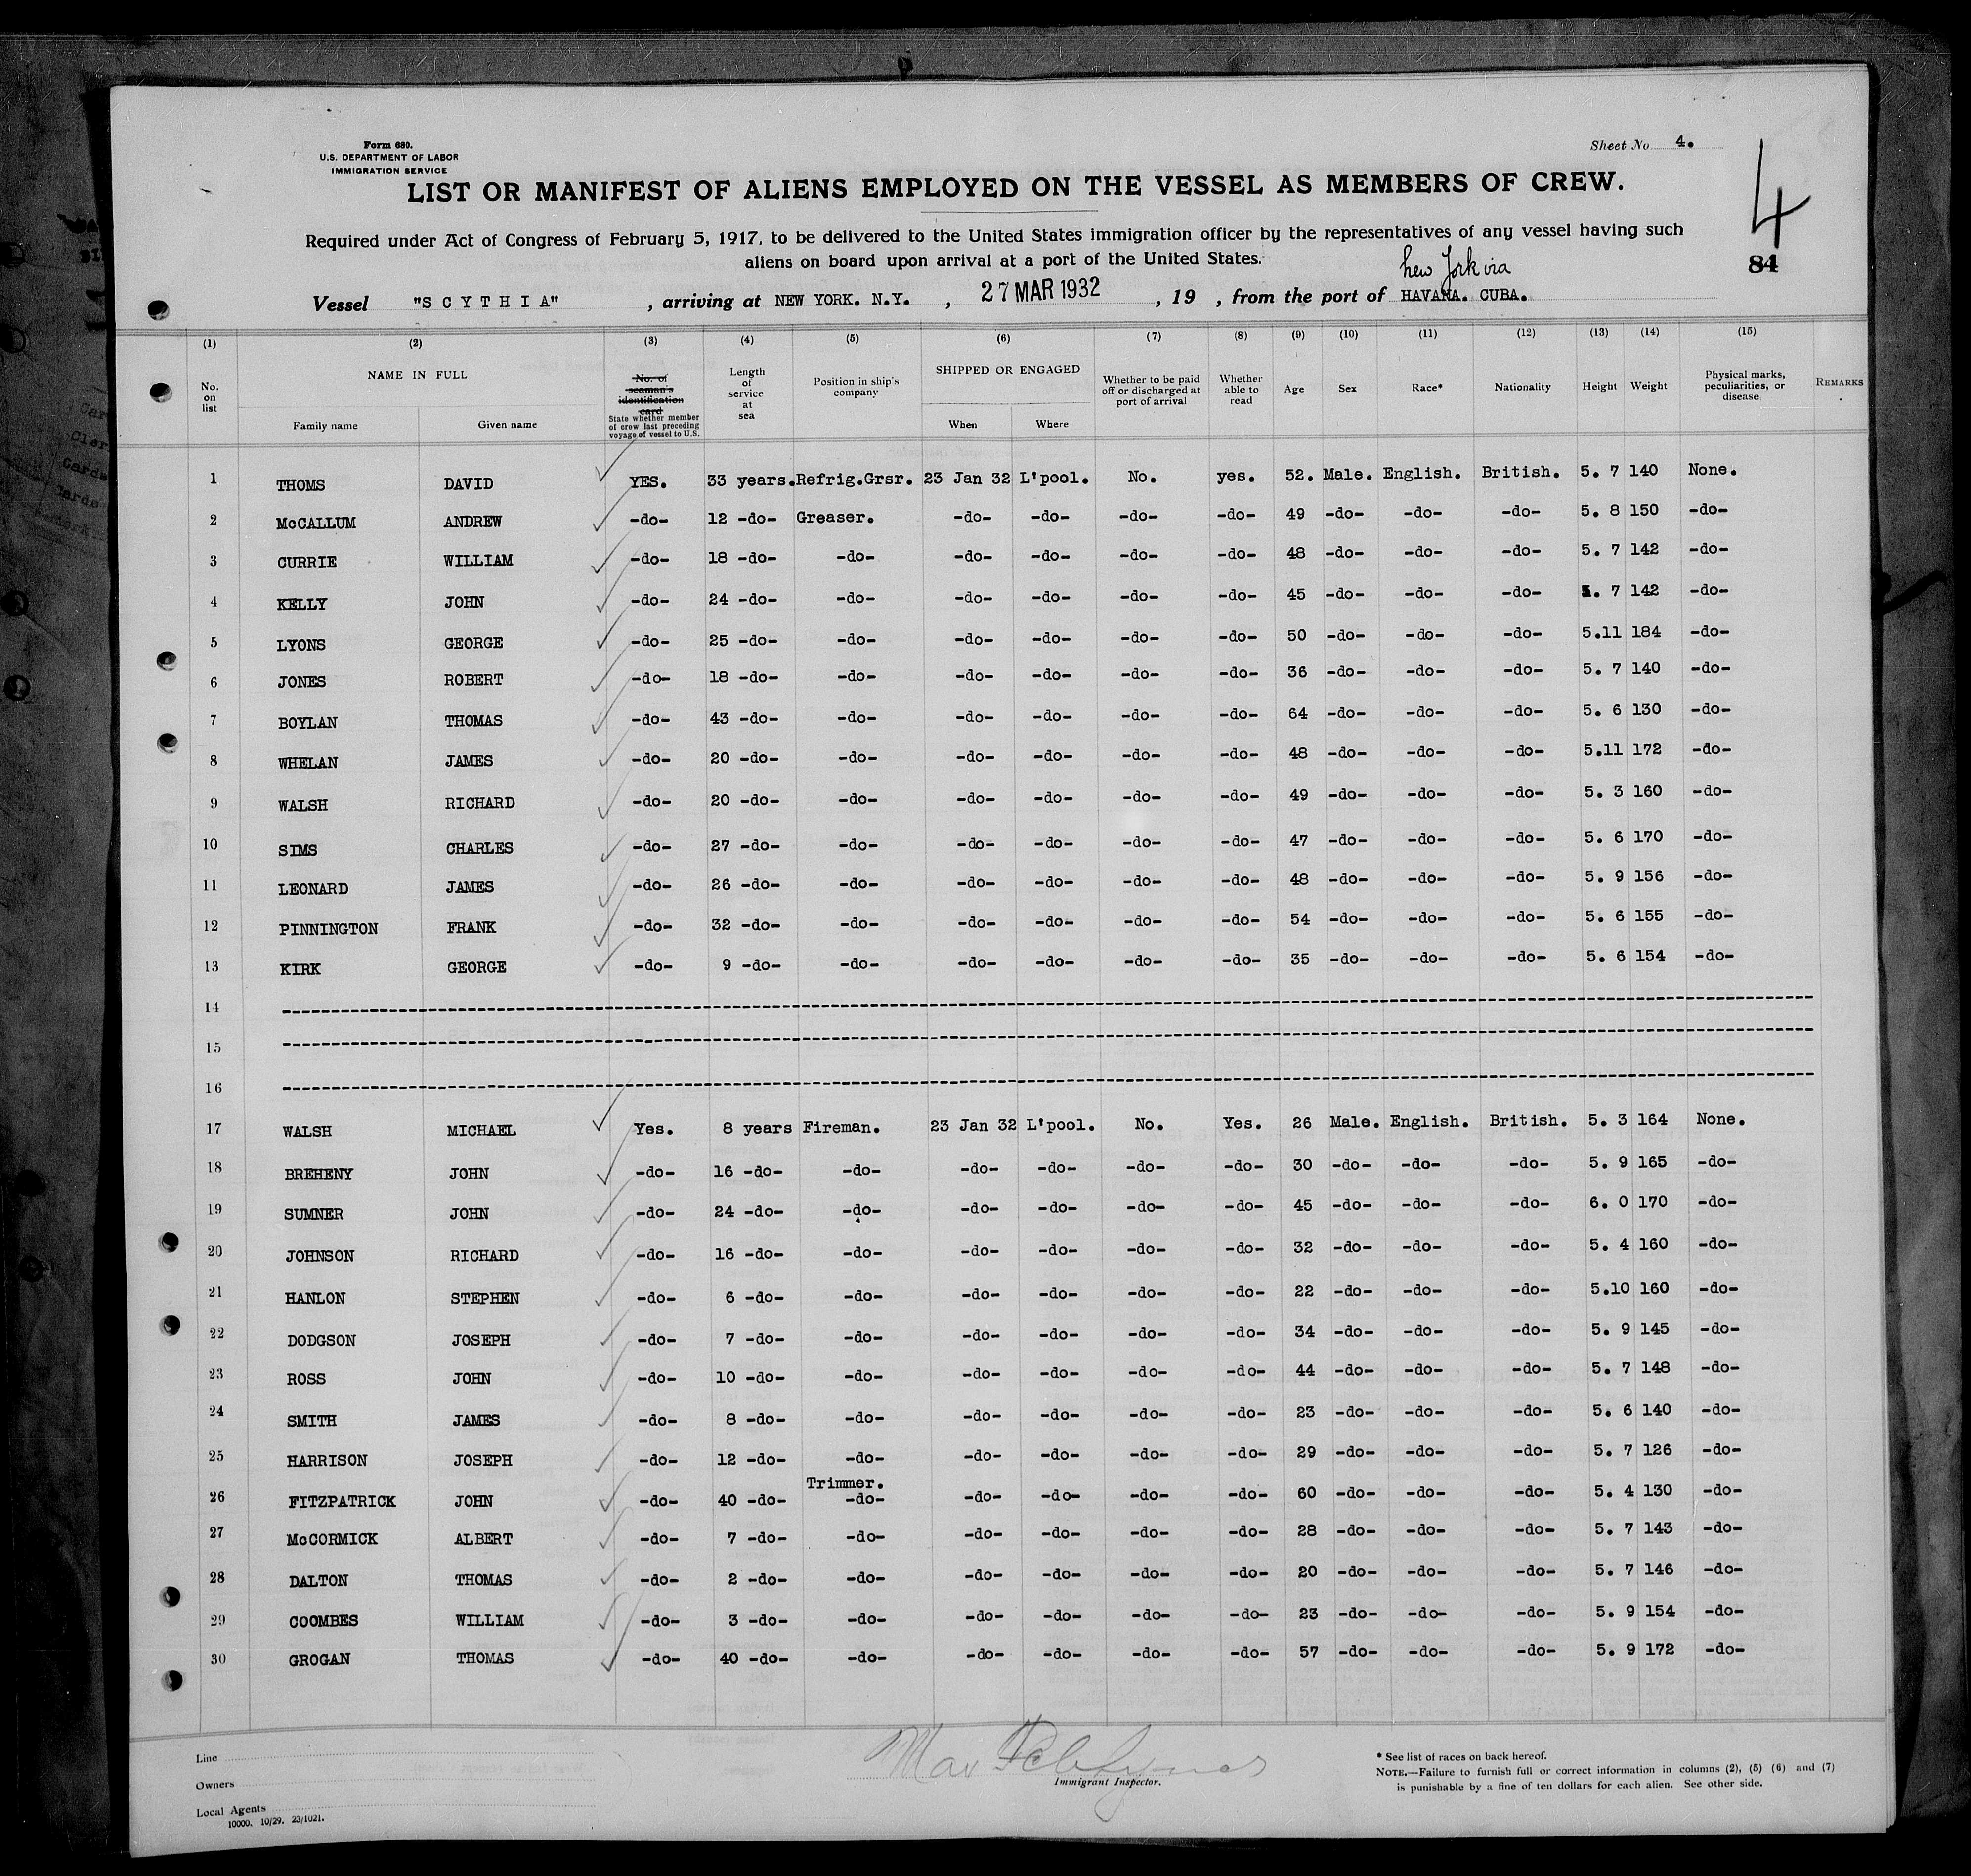 Form 680.
U.S. DEPARTMENT OF LABOR
IMMIGRATION SERVICE
Sheet No 4.
4
84
LIST OR MANIFEST OF ALIENS EMPLOYED ON THE VESSEL AS MEMBERS OF CREW.
Required under Act of Congress of February 5, 1917, to be delivered to the United States immigration officer by the representatives of any vessel having such
aliens on board upon arrival at a port of the United States.
New York via
Vessel "SCYTHIA", arriving at NEW YORK. N.Y., 27 MAR 1932, 19 , from the port of HAVANA. CUBA.
(1) (2) (3) (4) (5) (6) (7) (8) (9) (10) (11) (12) (13) (14) (15)
No. on list NAME IN FULL Family name Given name No. of seaman's identification card State whether member of crew last preceding voyage of vessel to U.S. Length of service at sea Position in ship's company SHIPPED OR ENGAGED When Where Whether to be paid off or discharged at port of arrival Whether able to read Age Sex Race* Nationality Height Weight Physical marks, peculiarities, or disease REMARKS
1 THOMS DAVID YES. 33 years. Refrig.Grsr. 23 Jan 32 L'pool. No. yes. 52. Male. English. British. 5. 7 140 None.
2 McCALLUM ANDREW -do- 12 -do- Greaser. -do- -do- -do- -do- 49 -do- -do- -do- 5. 8 150 -do-
3 CURRIE WILLIAM -do- 18 -do- -do- -do- -do- -do- -do- 48 -do- -do- -do- 5. 7 142 -do-
4 KELLY JOHN -do- 24 -do- -do- -do- -do- -do- -do- 45 -do- -do- -do- 5. 7 142 -do-
5 LYONS GEORGE -do- 25 -do- -do- -do- -do- -do- -do- 50 -do- -do- -do- 5.11 184 -do-
6 JONES ROBERT -do- 18 -do- -do- -do- -do- -do- -do- 36 -do- -do- -do- 5. 7 140 -do-
7 BOYLAN THOMAS -do- 43 -do- -do- -do- -do- -do- -do- 64 -do- -do- -do- 5. 6 130 -do-
8 WHELAN JAMES -do- 20 -do- -do- -do- -do- -do- -do- 48 -do- -do- -do- 5.11 172 -do-
9 WALSH RICHARD -do- 20 -do- -do- -do- -do- -do- -do- 49 -do- -do- -do- 5. 3 160 -do-
10 SIMS CHARLES -do- 27 -do- -do- -do- -do- -do- -do- 47 -do- -do- -do- 5. 6 170 -do-
11 LEONARD JAMES -do- 26 -do- -do- -do- -do- -do- -do- 48 -do- -do- -do- 5. 9 156 -do-
12 PINNINGTON FRANK -do- 32 -do- -do- -do- -do- -do- -do- 54 -do- -do- -do- 5. 6 155 -do-
13 KIRK GEORGE -do- 9 -do- -do- -do- -do- -do- -do- 35 -do- -do- -do- 5. 6 154 -do-
14
15
16
17 WALSH MICHAEL Yes. 8 years Fireman. 23 Jan 32 L'pool. No. Yes. 26 Male. English. British. 5. 3 164 None.
18 BREHENY JOHN -do- 16 -do- -do- -do- -do- -do- -do- 30 -do- -do- -do- 5. 9 165 -do-
19 SUMNER JOHN -do- 24 -do- -do- -do- -do- -do- -do- 45 -do- -do- -do- 6. 0 170 -do-
20 JOHNSON RICHARD -do- 16 -do- -do- -do- -do- -do- -do- 32 -do- -do- -do- 5. 4 160 -do-
21 HANLON STEPHEN -do- 6 -do- -do- -do- -do- -do- -do- 22 -do- -do- -do- 5.10 160 -do-
22 DODGSON JOSEPH -do- 7 -do- -do- -do- -do- -do- -do- 34 -do- -do- -do- 5. 9 145 -do-
23 ROSS JOHN -do- 10 -do- -do- -do- -do- -do- -do- 44 -do- -do- -do- 5. 7 148 -do-
24 SMITH JAMES -do- 8 -do- -do- -do- -do- -do- -do- 23 -do- -do- -do- 5. 6 140 -do-
25 HARRISON JOSEPH -do- 12 -do- -do- -do- -do- -do- -do- 29 -do- -do- -do- 5. 7 126 -do-
Trimmer.
26 FITZPATRICK JOHN -do- 40 -do- -do- -do- -do- -do- -do- 60 -do- -do- -do- 5. 4 130 -do-
27 McCORMICK ALBERT -do- 7 -do- -do- -do- -do- -do- -do- 28 -do- -do- -do- 5. 7 143 -do-
28 DALTON THOMAS -do- 2 -do- -do- -do- -do- -do- -do- 20 -do- -do- -do- 5. 7 146 -do-
29 COOMBES WILLIAM -do- 3 -do- -do- -do- -do- -do- -do- 23 -do- -do- -do- 5. 9 154 -do-
30 GROGAN THOMAS -do- 40 -do- -do- -do- -do- -do- -do- 57 -do- -do- -do- 5. 9 172 -do-
Line
Owners
Local Agents
10000. 10/29. 23/1021.
Immigrant Inspector.
* See list of races on back hereof.
NOTE.—Failure to furnish full or correct information in columns (2), (5) (6) and (7)
is punishable by a fine of ten dollars for each alien. See other side.